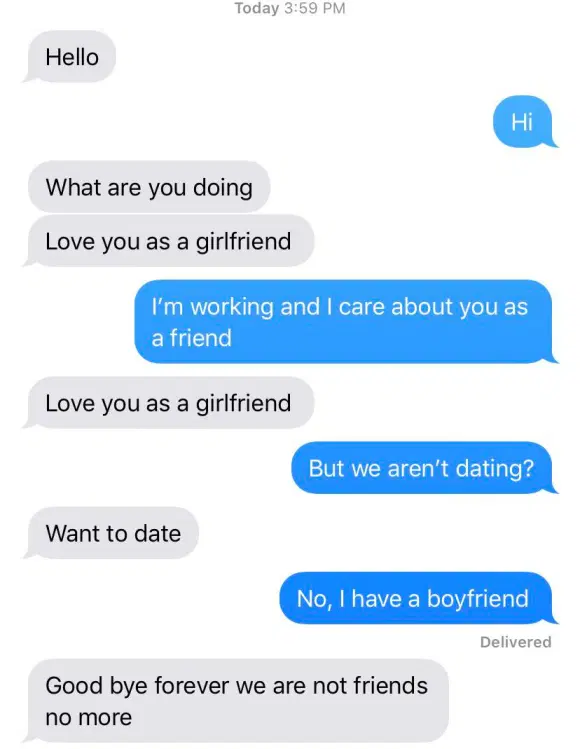 Today 3:59 PM
Hello
Hi
What are you doing
Love you as a girlfriend
I’m working and I care about you as
a friend
Love you as a girlfriend
But we aren’t dating?
Want to date
No, I have a boyfriend
Delivered
Good bye forever we are not friends
no more